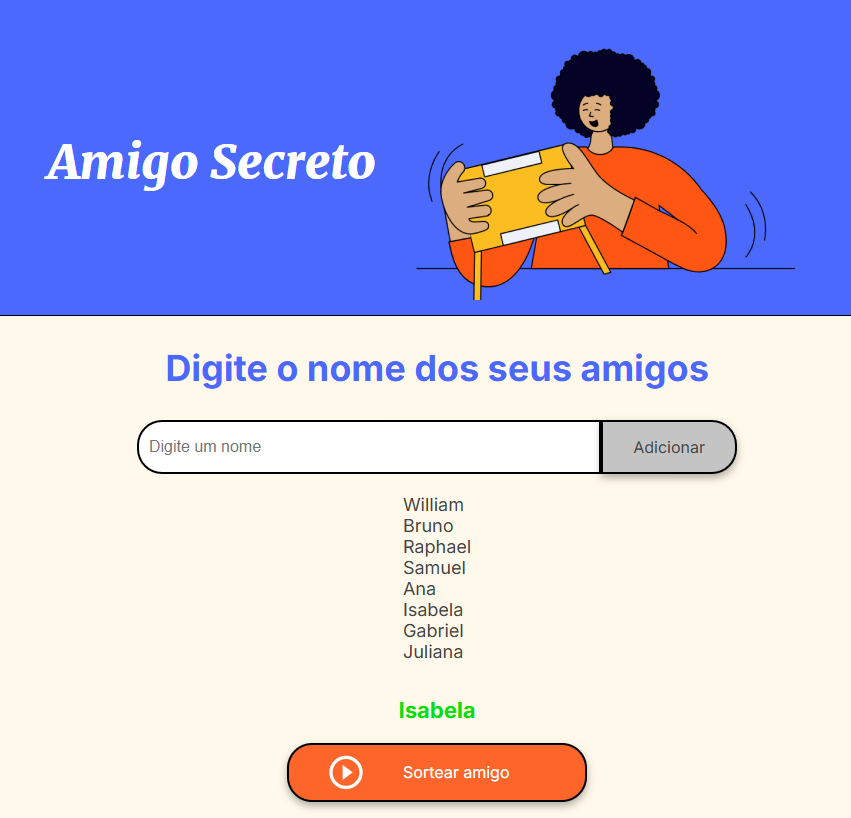 Amigo Secreto
Digite o nome dos seus amigos
Digite um nome
Adicionar
William
Bruno
Raphael
Samuel
Ana
Isabela
Gabriel
Juliana
Isabela
Sortear amigo